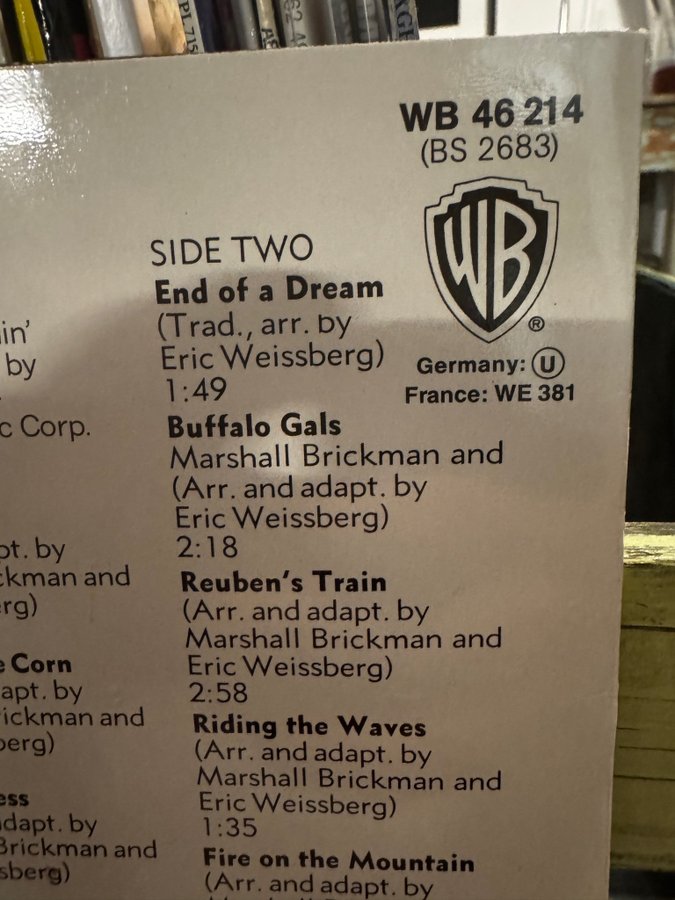 WB 46 214
(BS 2683)
WB
®
Germany: U
France: WE 381
SIDE TWO
End of a Dream
(Trad., arr. by
Eric Weissberg)
1:49
Buffalo Gals
Marshall Brickman and
(Arr. and adapt. by
Eric Weissberg)
2:18
Reuben's Train
(Arr. and adapt. by
Marshall Brickman and
Eric Weissberg)
2:58
Riding the Waves
(Arr. and adapt. by
Marshall Brickman and
Eric Weissberg)
1:35
Fire on the Mountain
(Arr. and adapt. by
in'
by
c Corp.
pt. by
ckman and
rg)
e Corn
apt. by
rickman and
berg)
ess
adapt. by
Brickman and
sberg)